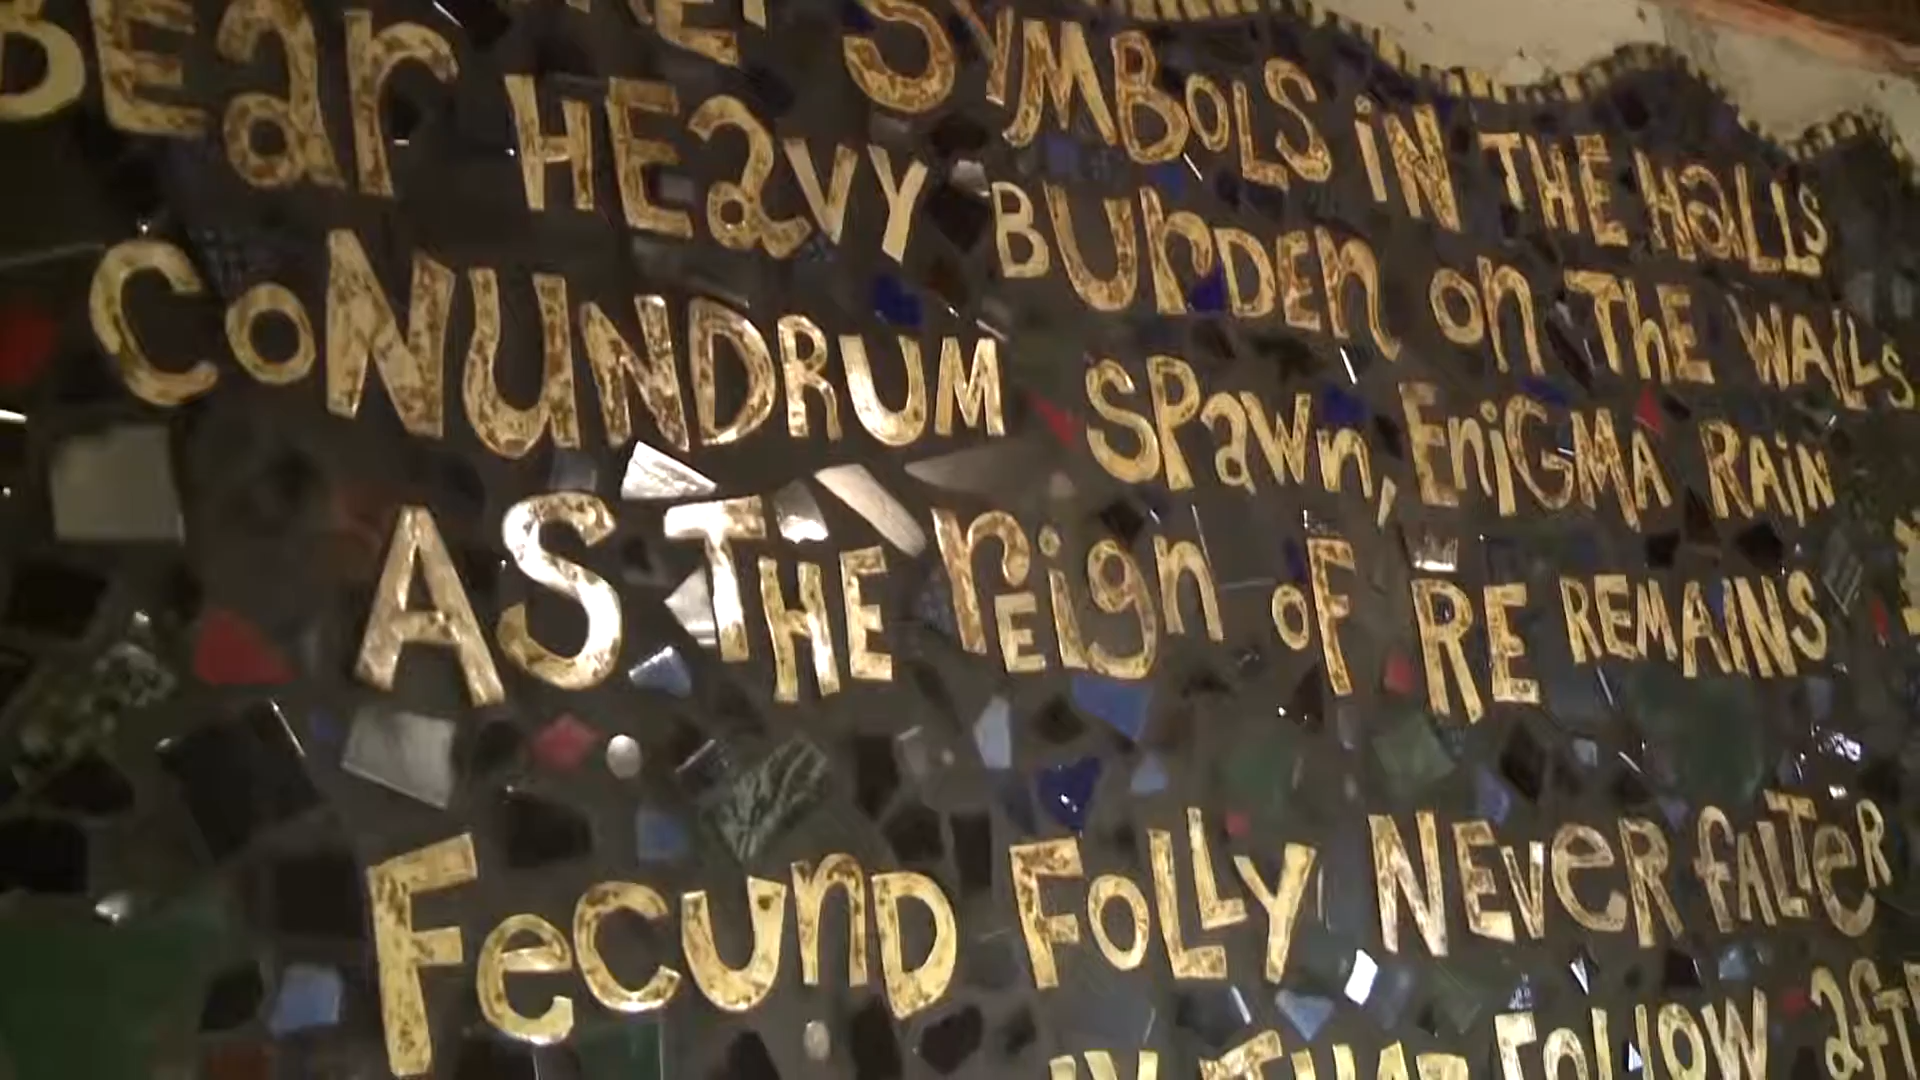 SYMBOLS iN THE HaLLS
BEar HEaVY BUrDEn on ThE WALLS
CoNUNDRUM SPawn, EniGMA RAiN
AS THE rEign oF RE REMAINS
FecunD FoLLY NEVeR fALTeR
THAT FoLLOW